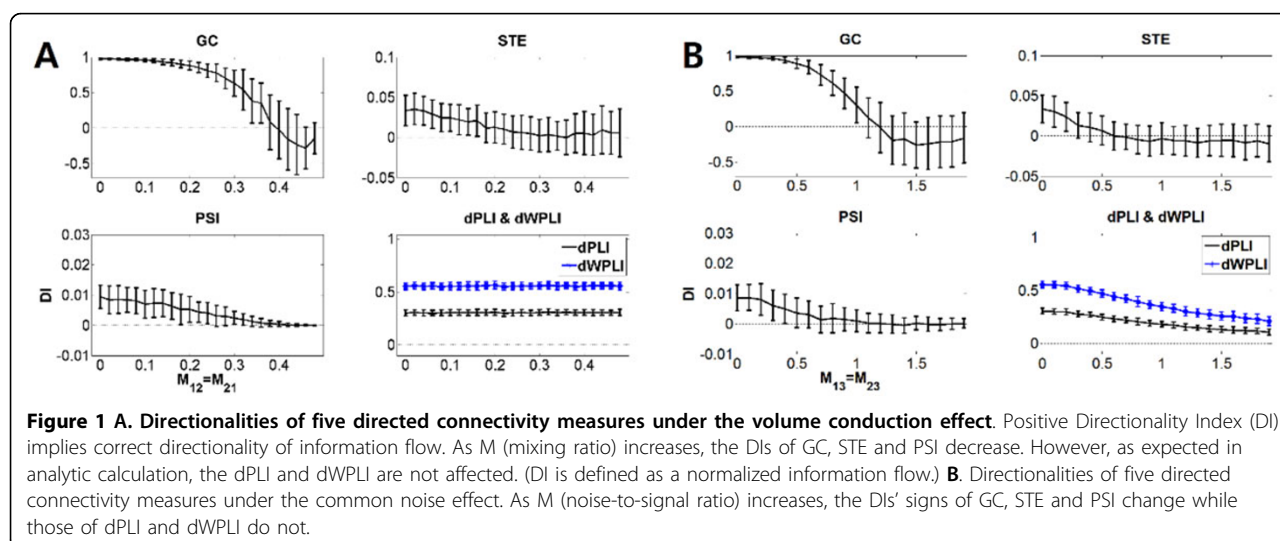 A
GC
1
0.5
0
-0.5
0 0.1 0.2 0.3 0.4
STE
0.1
0.05
0
0.05
0 0.1 0.2 0.3 0.4
PSI
0.03
0.02
0.01
0
-0.01
DI
0 0.1 0.2 0.3 0.4
M12=M21
dPLI & dWPLI
1
0.5
0
dPLI
dWPLI
0 0.1 0.2 0.3 0.4
B
GC
1
0.5
0
-0.5
0 0.5 1 1.5
STE
0.1
0.05
0
-0.05
0 0.5 1 1.5
PSI
0.03
0.02
0.01
0
-0.01
DI
0 0.5 1 1.5
M13=M23
dPLI & dWPLI
1
0.5
0
dPLI
dWPLI
0 0.5 1 1.5
Figure 1 A. Directionalities of five directed connectivity measures under the volume conduction effect. Positive Directionality Index (DI)
implies correct directionality of information flow. As M (mixing ratio) increases, the DIs of GC, STE and PSI decrease. However, as expected in
analytic calculation, the dPLI and dWPLI are not affected. (DI is defined as a normalized information flow.) B. Directionalities of five directed
connectivity measures under the common noise effect. As M (noise-to-signal ratio) increases, the DIs' signs of GC, STE and PSI change while
those of dPLI and dWPLI do not.